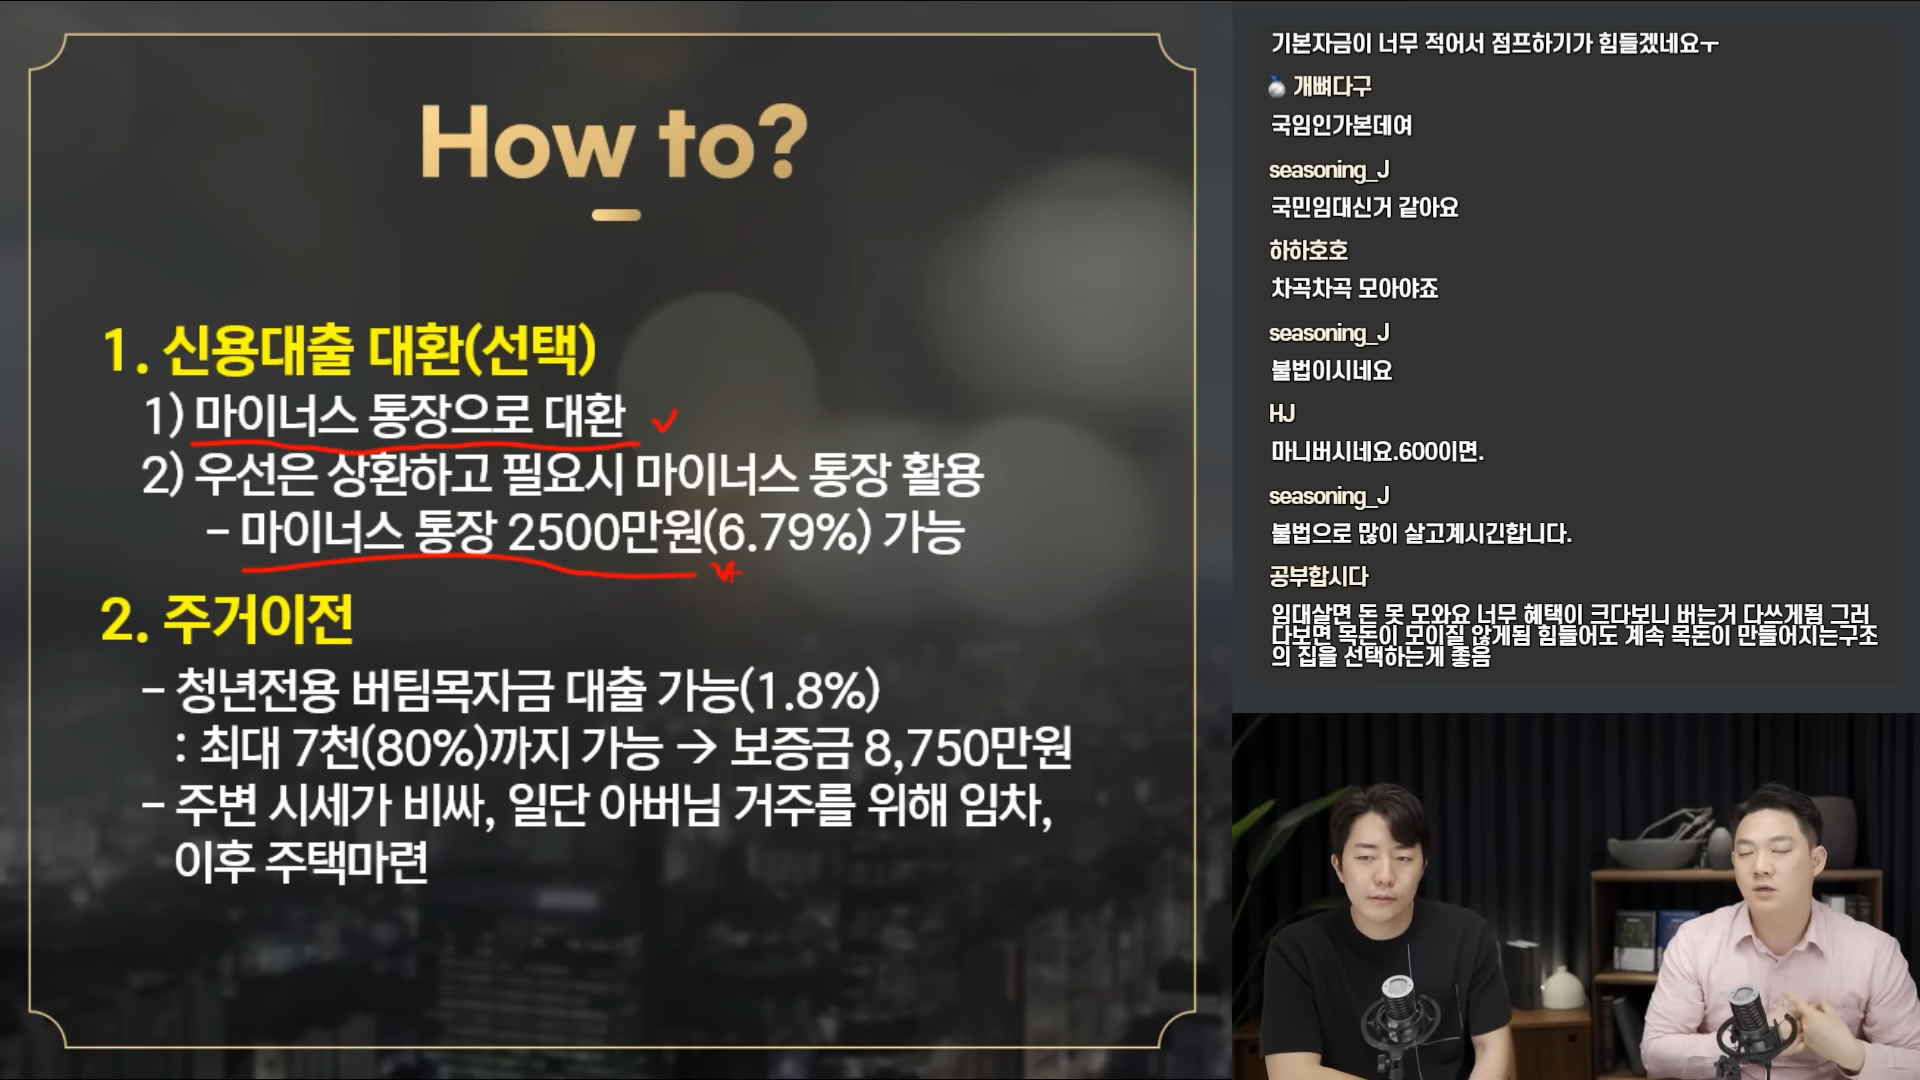 How to?
1. 신용대출 대환(선택)
1) 마이너스 통장으로 대환
2) 우선은 상환하고 필요시 마이너스 통장 활용
- 마이너스 통장 2500만원(6.79%) 가능
2. 주거이전
- 청년전용 버팀목자금 대출 가능(1.8%)
: 최대 7천(80%)까지 가능 → 보증금 8,750만원
- 주변 시세가 비싸, 일단 아버님 거주를 위해 임차,
이후 주택마련
기본자금이 너무 적어서 점프하기가 힘들겠네요ㅜ
개뼈다구
국임인가본데여
seasoning_J
국민임대신거 같아요
하하호호
차곡차곡 모아야죠
seasoning_J
불법이시네요
HJ
마니버시네요.600이면.
seasoning_J
불법으로 많이 살고계시긴합니다.
공부합시다
임대살면 돈 못 모와요 너무 혜택이 크다보니 버는거 다쓰게됨 그러
다보면 목돈이 모이질 않게됨 힘들어도 계속 목돈이 만들어지는구조
의 집을 선택하는게 좋음